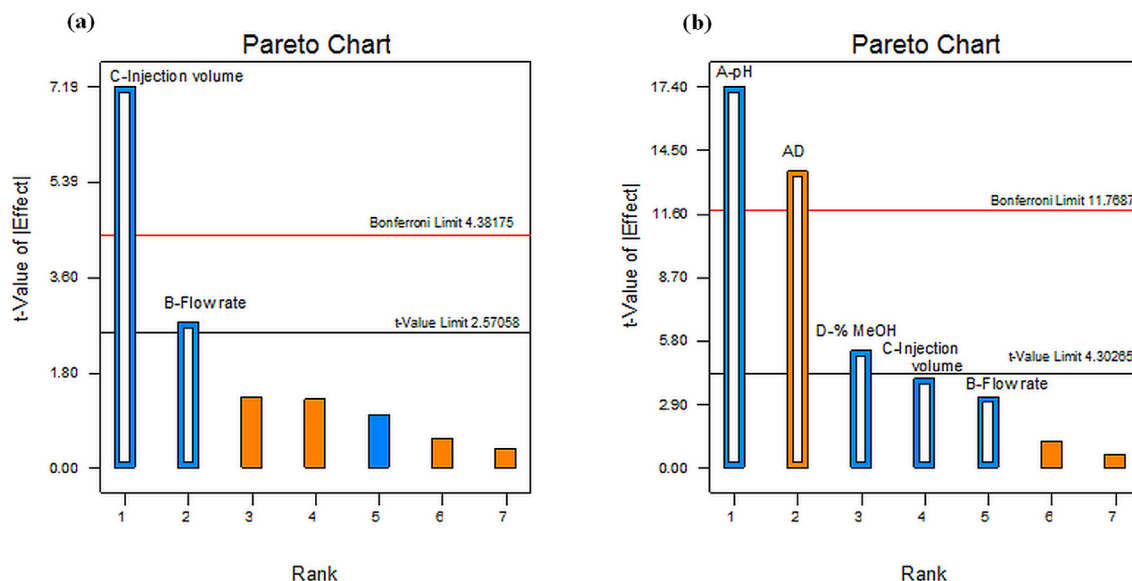 (a)
Pareto Chart
C-Injection volume
7.19
5.39
3.60
1.80
0.00
t-Value of |Effect|
Bonferroni Limit 4.38175
B-Flow rate
t-Value Limit 2.57058
1 2 3 4 5 6 7
Rank
(b)
Pareto Chart
A-pH
17.40
14.50
11.60
8.70
5.80
2.90
0.00
t-Value of |Effect|
AD
Bonferroni Limit 11.7687
D-% MeOH
C-Injection
volume
t-Value Limit 4.30265
B-Flow rate
1 2 3 4 5 6 7
Rank